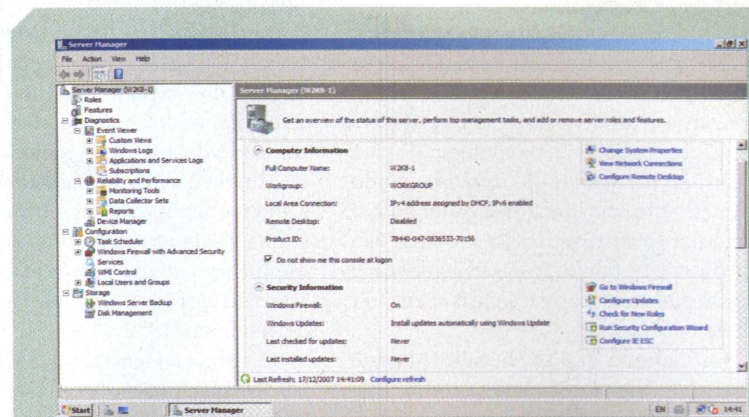 Server Manager
File Action View Help
Server Manager (W2K8-1)
Roles
Features
Diagnostics
Event Viewer
Custom Views
Windows Logs
Applications and Services Logs
Subscriptions
Reliability and Performance
Monitoring Tools
Data Collector Sets
Reports
Device Manager
Configuration
Task Scheduler
Windows Firewall with Advanced Security
Services
WMI Control
Local Users and Groups
Storage
Windows Server Backup
Disk Management
Server Manager (W2K8-1)
Get an overview of the status of this server, perform top management tasks, and add or remove server roles and features.
Computer Information
Full Computer Name: W2K8-1
Workgroup: WORKGROUP
Local Area Connection: IPv4 address assigned by DHCP, IPv6 enabled
Remote Desktop: Disabled
Product ID:
Do not show me this console at logon
Change System Properties
View Network Connections
Configure Remote Desktop
Security Information
Windows Firewall: On
Windows Updates: Install updates automatically using Windows Update
Last checked for updates: Never
Last installed updates: Never
Go to Windows Firewall
Configure Updates
Check for New Roles
Run Security Configuration Wizard
Configure IE ESC
Last Refresh: 17/12/2007 14:41:09 Configure refresh
Start Server Manager EN 14:41